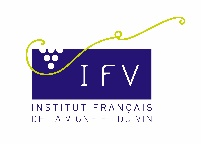 IFV
INSTITUT FRANÇAIS
DE LA VIGNE ET DU VIN